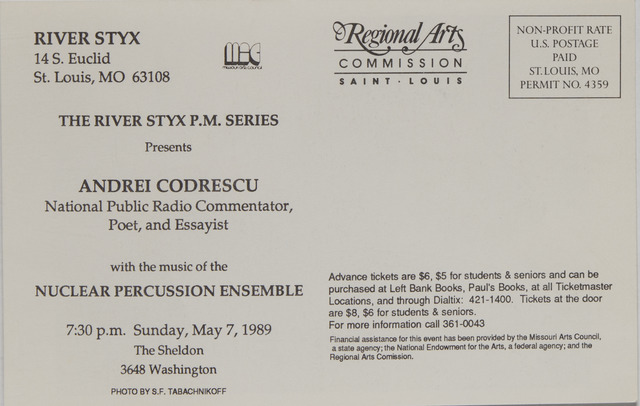 RIVER STYX
14 S. Euclid
St. Louis, MO 63108
Regional Arts
COMMISSION
SAINT · LOUIS
NON-PROFIT RATE
U.S. POSTAGE
PAID
ST.LOUIS, MO
PERMIT NO. 4359
THE RIVER STYX P.M. SERIES
Presents
ANDREI CODRESCU
National Public Radio Commentator,
Poet, and Essayist
with the music of the
NUCLEAR PERCUSSION ENSEMBLE
7:30 p.m. Sunday, May 7, 1989
The Sheldon
3648 Washington
PHOTO BY S.F. TABACHNIKOFF
Advance tickets are $6, $5 for students & seniors and can be
purchased at Left Bank Books, Paul's Books, at all Ticketmaster
Locations, and through Dialtix: 421-1400. Tickets at the door
are $8, $6 for students & seniors.
For more information call 361-0043
Financial assistance for this event has been provided by the Missouri Arts Council,
a state agency; the National Endowment for the Arts, a federal agency; and the
Regional Arts Comission.